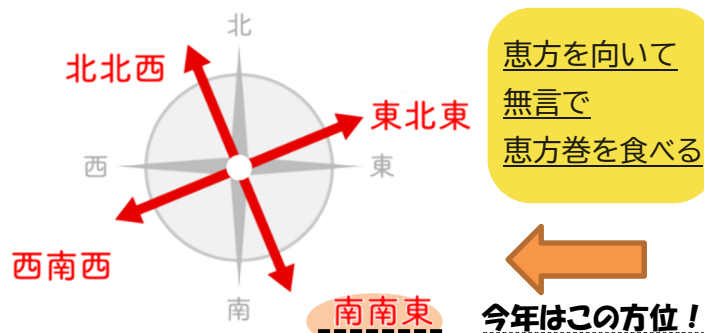 北
北北西
東北東
西
東
西南西
南
南南東
恵方を向いて
無言で
恵方巻を食べる
今年はこの方位！